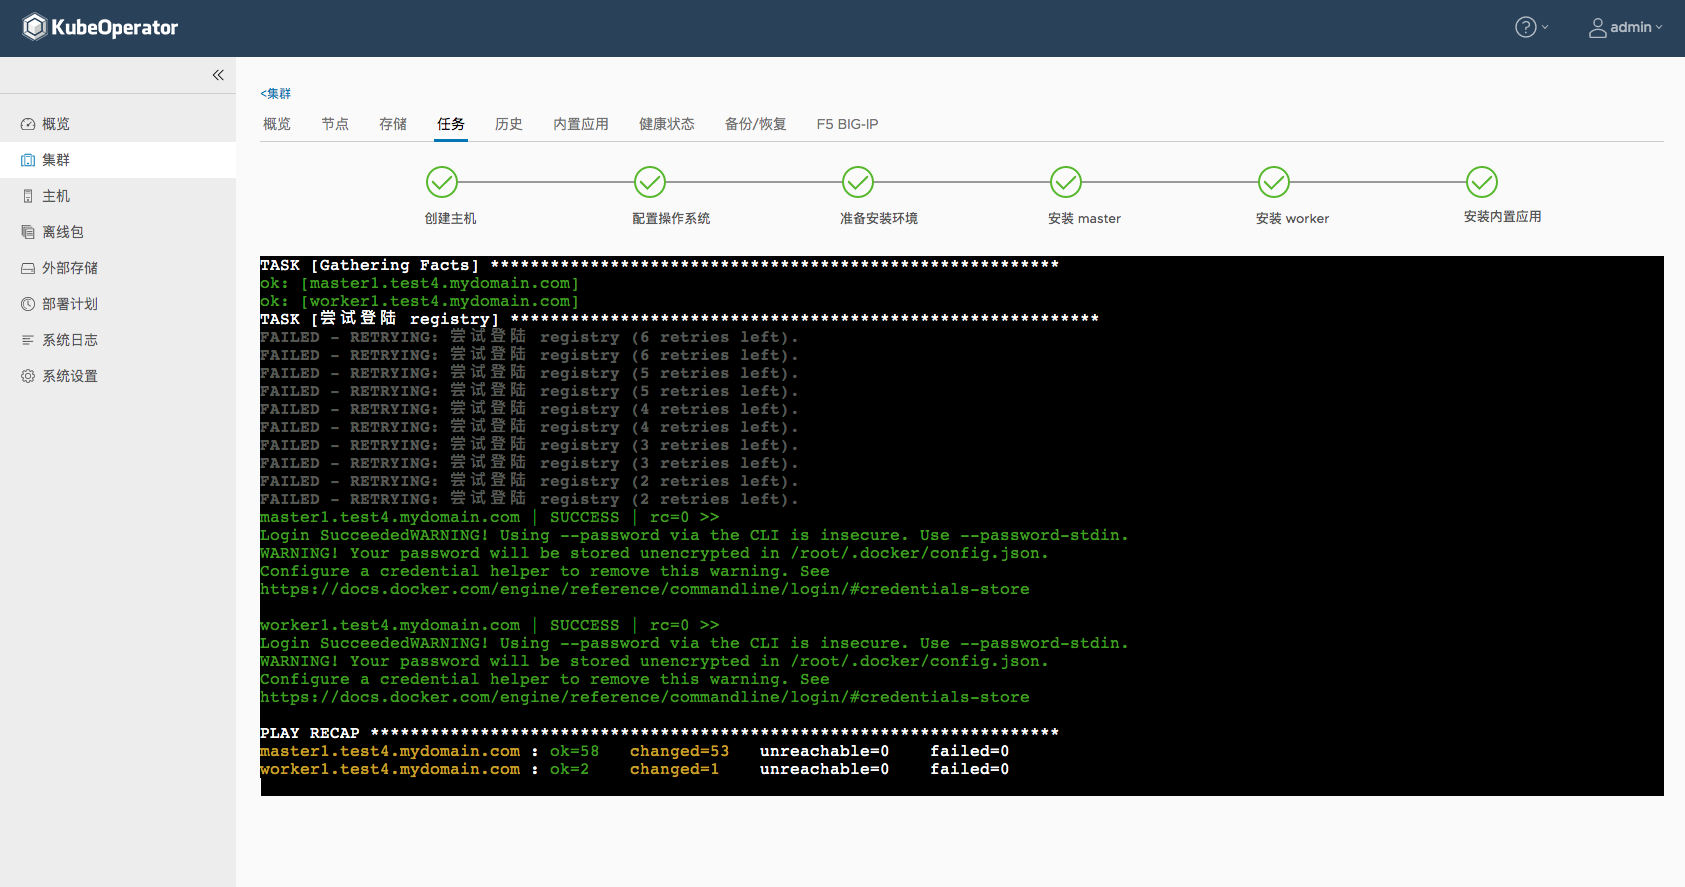 KubeOperator
admin
概览
集群
主机
离线包
外部存储
部署计划
系统日志
系统设置
<集群
概览 节点 存储 任务 历史 内置应用 健康状态 备份/恢复 F5 BIG-IP
创建主机 配置操作系统 准备安装环境 安装 master 安装 worker 安装内置应用
TASK [Gathering Facts] *********************************************************
ok: [master1.test4.mydomain.com]
ok: [worker1.test4.mydomain.com]
TASK [尝试登陆 registry] ***********************************************************
FAILED - RETRYING: 尝试登陆 registry (6 retries left).
FAILED - RETRYING: 尝试登陆 registry (6 retries left).
FAILED - RETRYING: 尝试登陆 registry (5 retries left).
FAILED - RETRYING: 尝试登陆 registry (5 retries left).
FAILED - RETRYING: 尝试登陆 registry (4 retries left).
FAILED - RETRYING: 尝试登陆 registry (4 retries left).
FAILED - RETRYING: 尝试登陆 registry (3 retries left).
FAILED - RETRYING: 尝试登陆 registry (3 retries left).
FAILED - RETRYING: 尝试登陆 registry (2 retries left).
FAILED - RETRYING: 尝试登陆 registry (2 retries left).
master1.test4.mydomain.com | SUCCESS | rc=0 >>
Login SucceededWARNING! Using --password via the CLI is insecure. Use --password-stdin.
WARNING! Your password will be stored unencrypted in /root/.docker/config.json.
Configure a credential helper to remove this warning. See
https://docs.docker.com/engine/reference/commandline/login/#credentials-store
worker1.test4.mydomain.com | SUCCESS | rc=0 >>
Login SucceededWARNING! Using --password via the CLI is insecure. Use --password-stdin.
WARNING! Your password will be stored unencrypted in /root/.docker/config.json.
Configure a credential helper to remove this warning. See
https://docs.docker.com/engine/reference/commandline/login/#credentials-store
PLAY RECAP *********************************************************************
master1.test4.mydomain.com : ok=58 changed=53 unreachable=0 failed=0
worker1.test4.mydomain.com : ok=2 changed=1 unreachable=0 failed=0